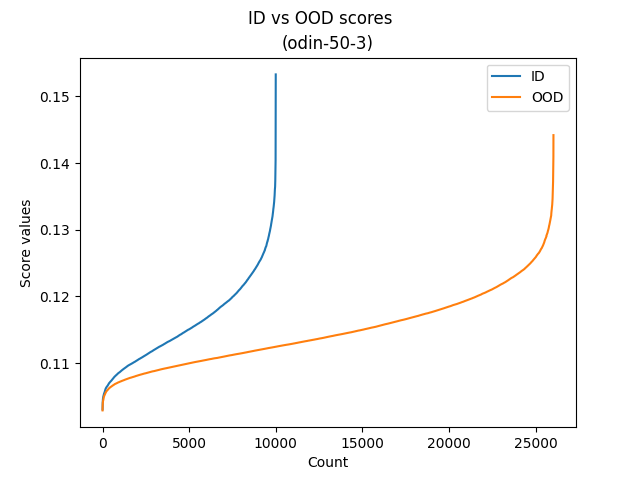 ID vs OOD scores
(odin-50-3)
ID
OOD
0.15
0.14
0.13
0.12
0.11
Score values
0
5000
10000
15000
20000
25000
Count